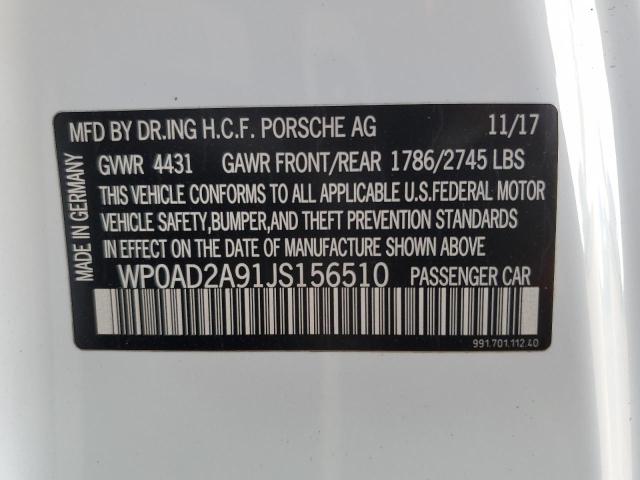 MFD BY DR.ING H.C.F. PORSCHE AG 11/17
GVWR 4431 GAWR FRONT/REAR 1786/2745 LBS
THIS VEHICLE CONFORMS TO ALL APPLICABLE U.S.FEDERAL MOTOR
VEHICLE SAFETY,BUMPER,AND THEFT PREVENTION STANDARDS
IN EFFECT ON THE DATE OF MANUFACTURE SHOWN ABOVE
WP0AD2A91JS156510 PASSENGER CAR
991.701.112.40
MADE IN GERMANY